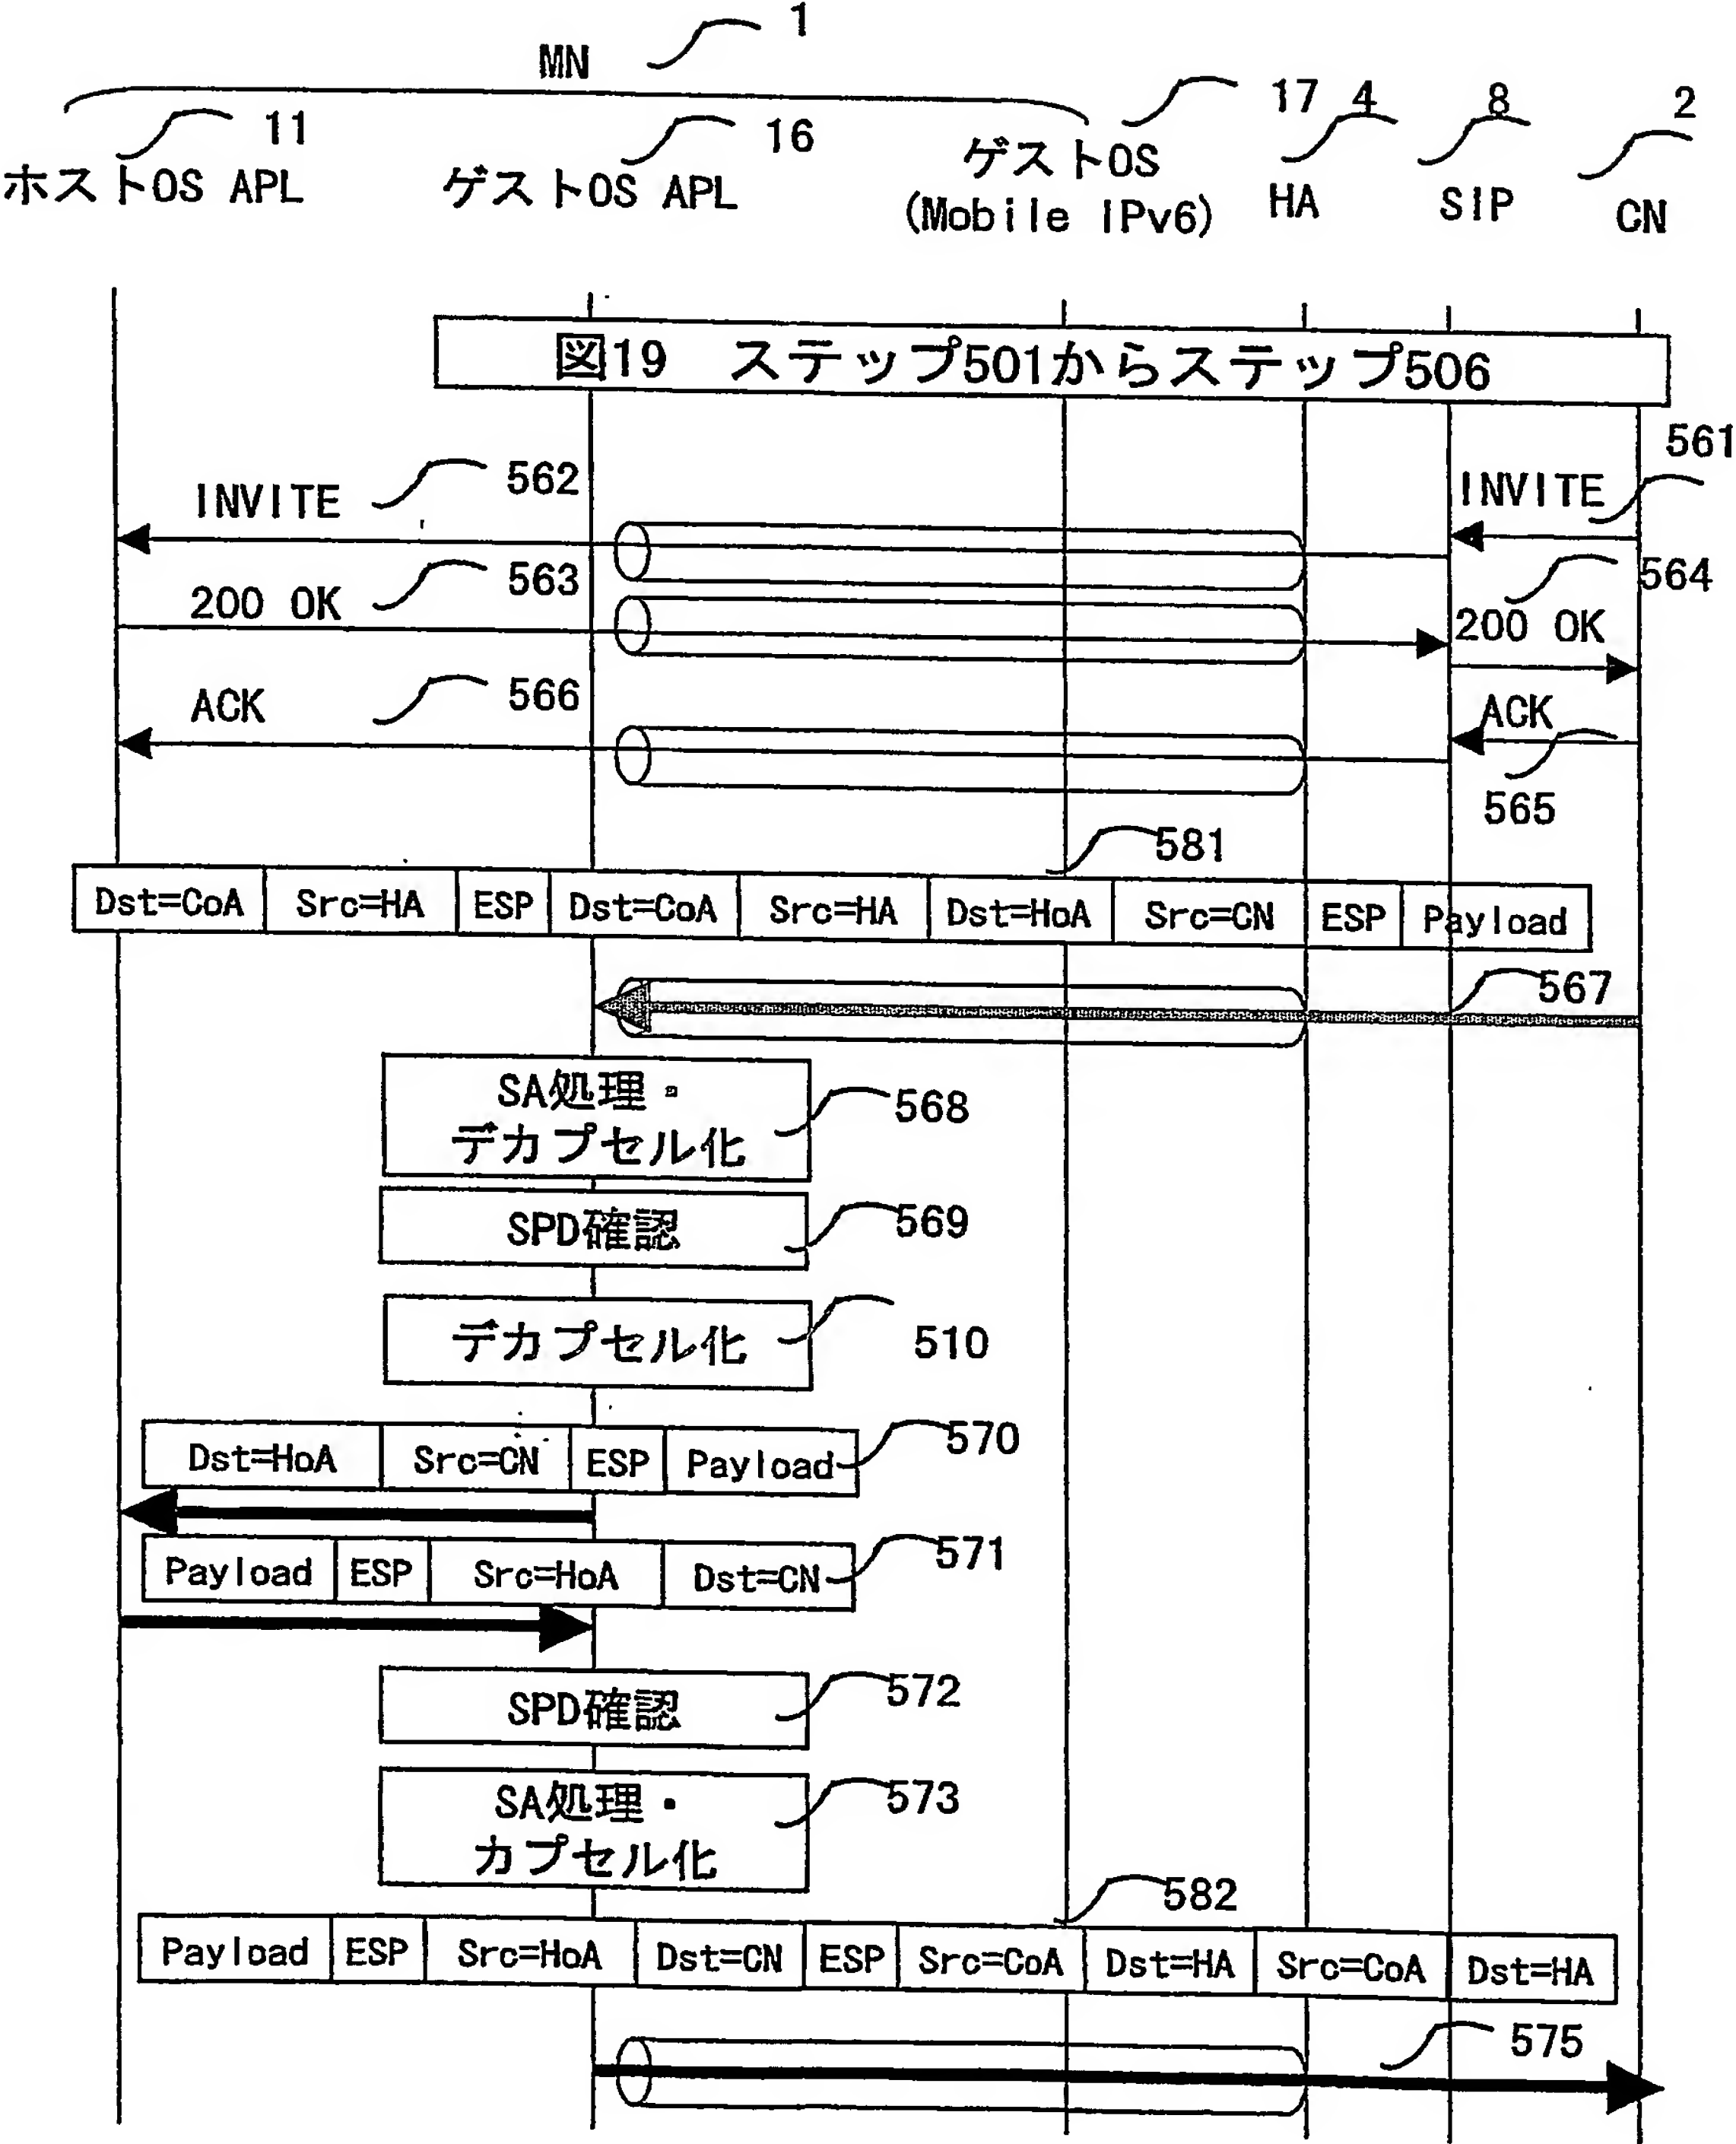 1
MN
11
16
17
4
8
2
ホストOS APL
ゲストOS APL
ゲストOS
(Mobile IPv6)
HA
SIP
CN
図19 ステップ501からステップ506
561
INVITE
562
INVITE
200 OK
563
564
200 OK
ACK
566
ACK
565
581
Dst=CoA
Src=HA
ESP
Dst=CoA
Src=HA
Dst=HoA
Src=CN
ESP
Payload
567
SA処理・
デカプセル化
568
SPD確認
569
デカプセル化
510
Dst=HoA
Src=CN
ESP
Payload
570
Payload
ESP
Src=HoA
Dst=CN
571
SPD確認
572
SA処理・
カプセル化
573
582
Payload
ESP
Src=HoA
Dst=CN
ESP
Src=CoA
Dst=HA
Src=CoA
Dst=HA
575